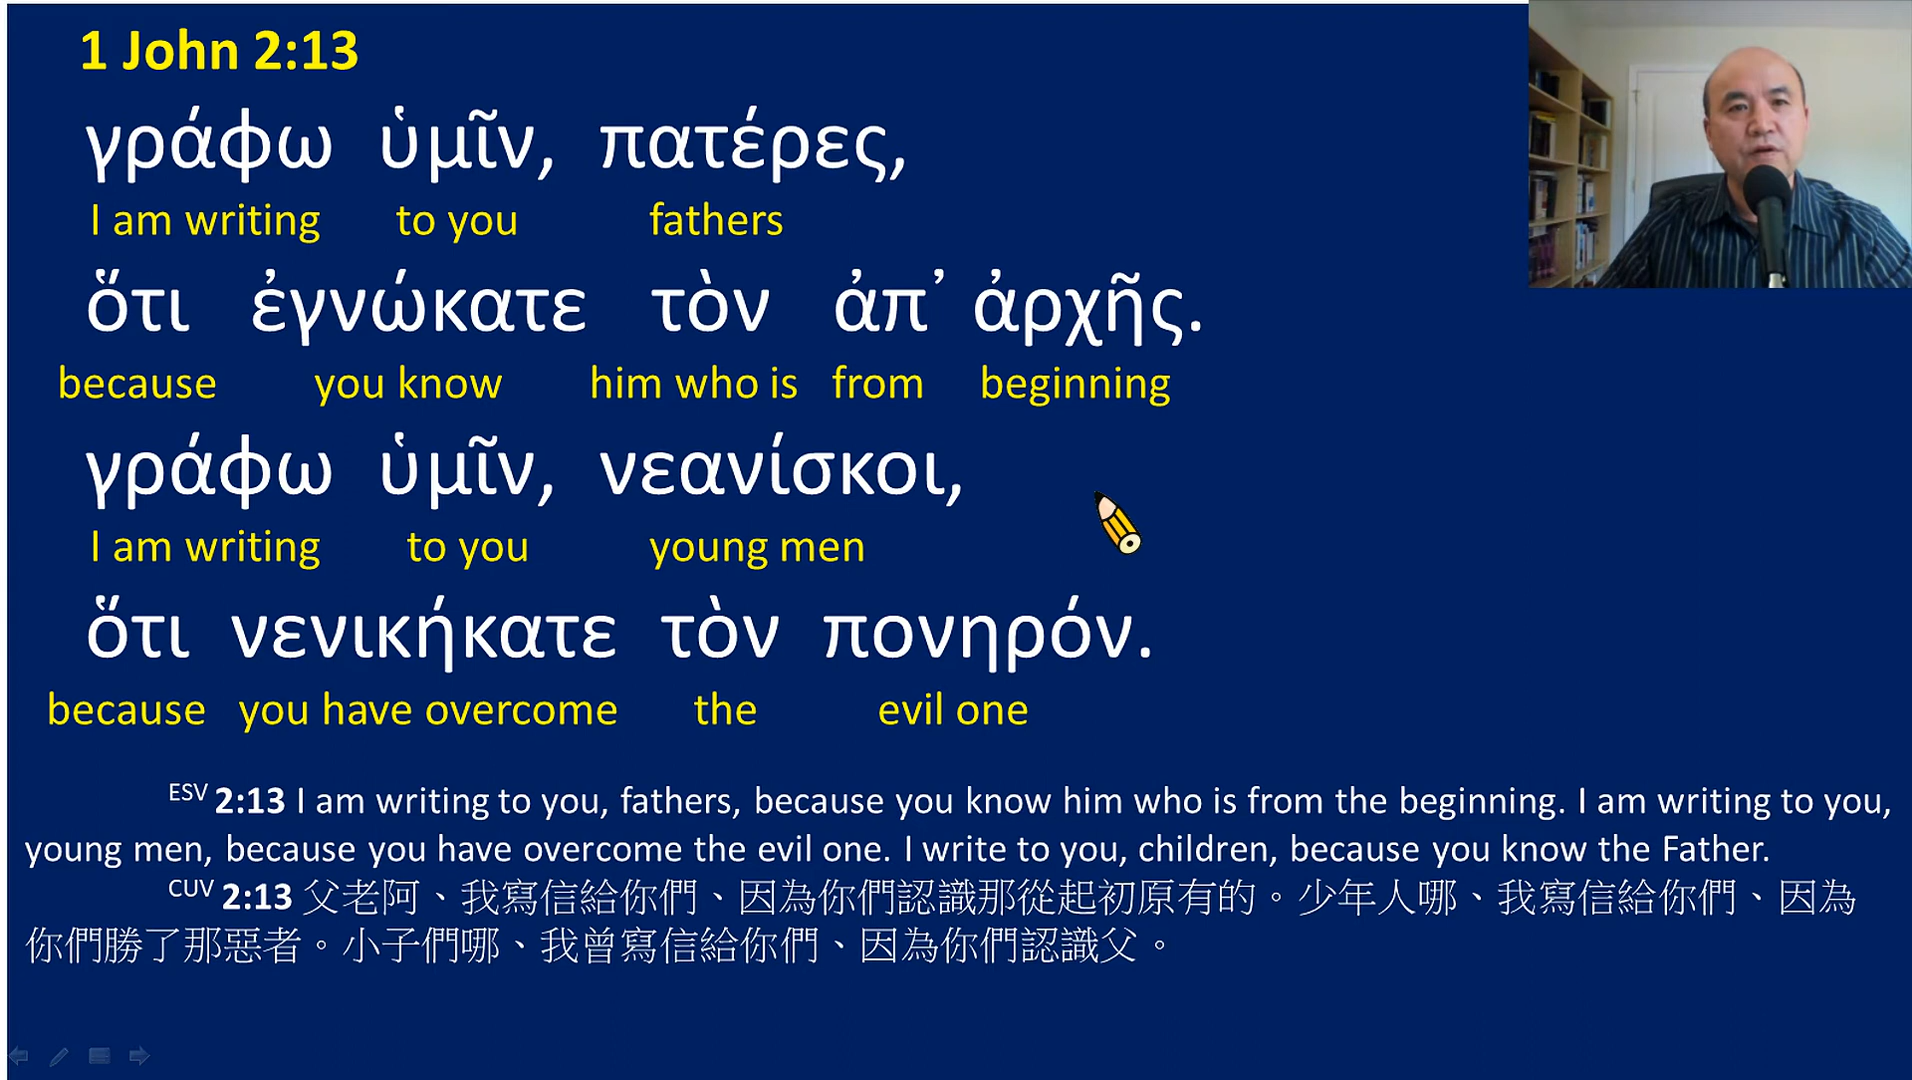 1 John 2:13
γράφω ὑμῖν, πατέρες,
I am writing to you fathers
ὅτι ἐγνώκατε τὸν ἀπ᾽ ἀρχῆς.
because you know him who is from beginning
γράφω ὑμῖν, νεανίσκοι,
I am writing to you young men
ὅτι νενικήκατε τὸν πονηρόν.
because you have overcome the evil one
ESV 2:13 I am writing to you, fathers, because you know him who is from the beginning. I am writing to you,
young men, because you have overcome the evil one. I write to you, children, because you know the Father.
CUV 2:13 父老阿、我寫信給你們、因為你們認識那從起初原有的。少年人哪、我寫信給你們、因為
你們勝了那惡者。小子們哪、我曾寫信給你們、因為你們認識父。